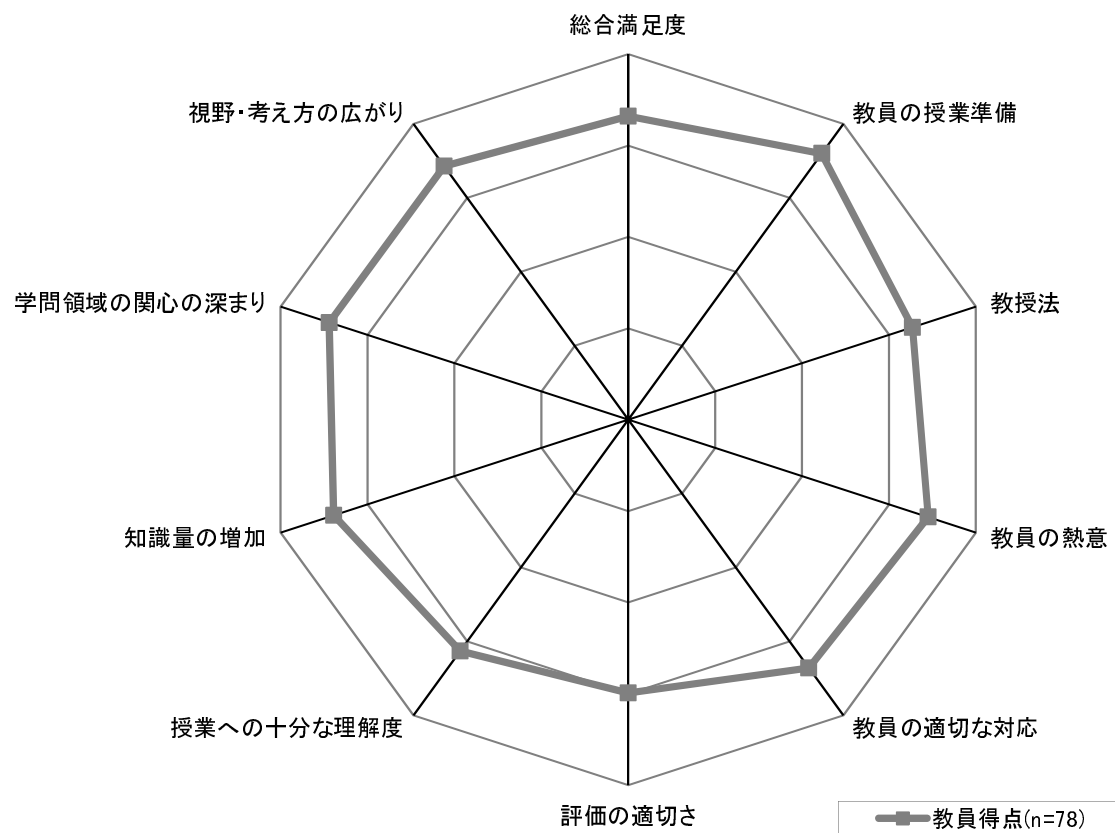 総合満足度
視野・考え方の広がり
教員の授業準備
学問領域の関心の深まり
教授法
知識量の増加
教員の熱意
授業への十分な理解度
教員の適切な対応
評価の適切さ
教員得点(n=78)